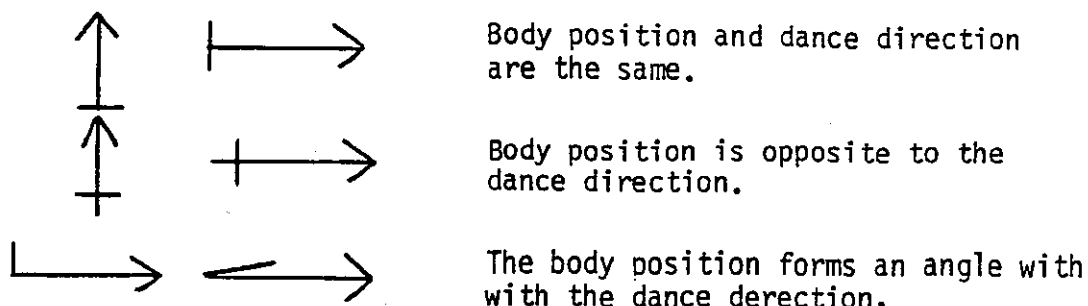 Body position and dance direction
are the same.
Body position is opposite to the
dance direction.
The body position forms an angle with
with the dance derection.